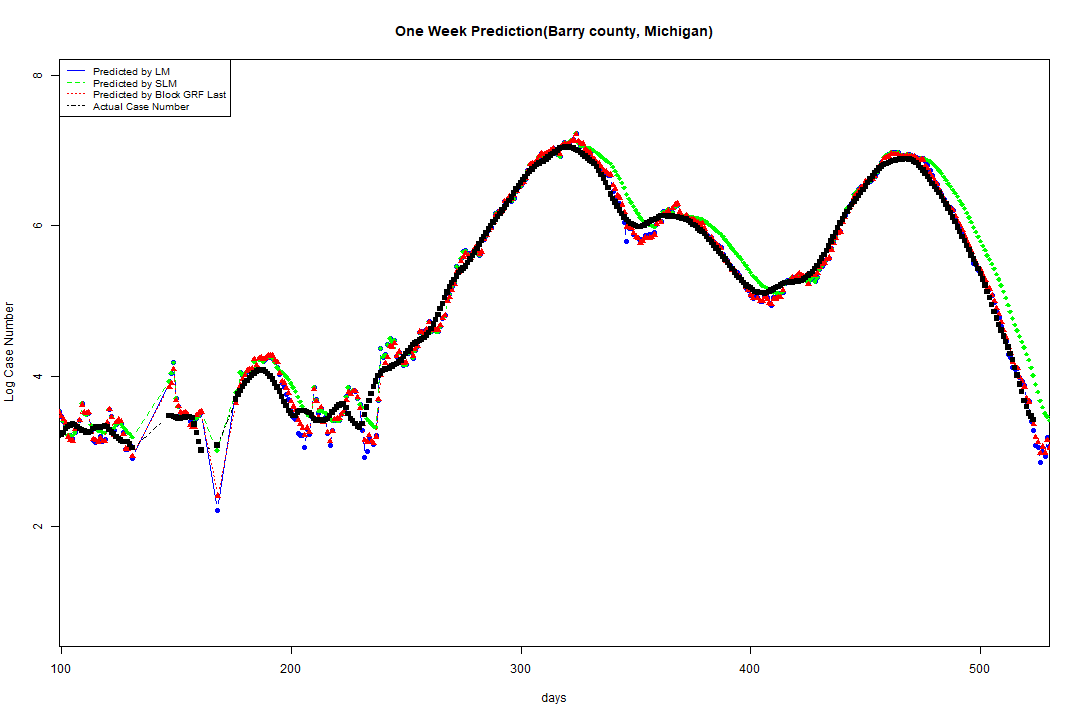 One Week Prediction(Barry county, Michigan)
Predicted by LM
Predicted by SLM
Predicted by Block GRF Last
Actual Case Number
8
6
4
2
Log Case Number
100 200 300 400 500
days